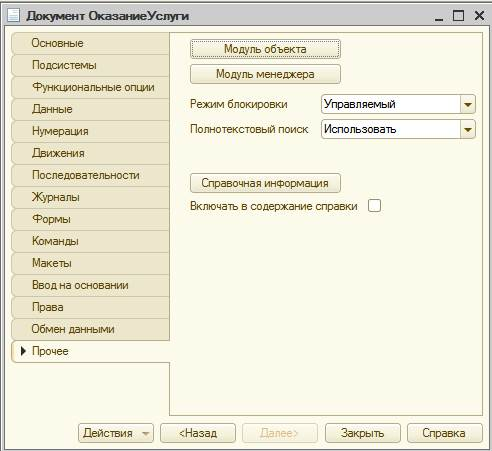 Документ ОказаниеУслуги
Основные
Подсистемы
Функциональные опции
Данные
Нумерация
Движения
Последовательности
Журналы
Формы
Команды
Макеты
Ввод на основании
Права
Обмен данными
Прочее
Модуль объекта
Модуль менеджера
Режим блокировки Управляемый
Полнотекстовый поиск Использовать
Справочная информация
Включать в содержание справки
Действия <Назад Далее> Закрыть Справка